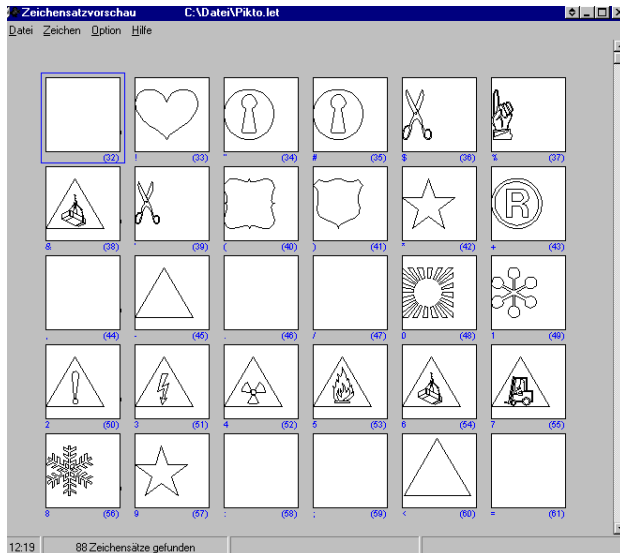 Zeichensatzvorschau C:\Datei\Pikto.let
Datei Zeichen Option Hilfe
(32) ! (33) " (34) # (35) $ (36) % (37)
R
& (38) ' (39) ( (40) ) (41) * (42) + (43)
, (44) - (45) . (46) / (47) 0 (48) 1 (49)
2 (50) 3 (51) 4 (52) 5 (53) 6 (54) 7 (55)
8 (56) 9 (57) : (58) ; (59) < (60) = (61)
12:19 88 Zeichensätze gefunden